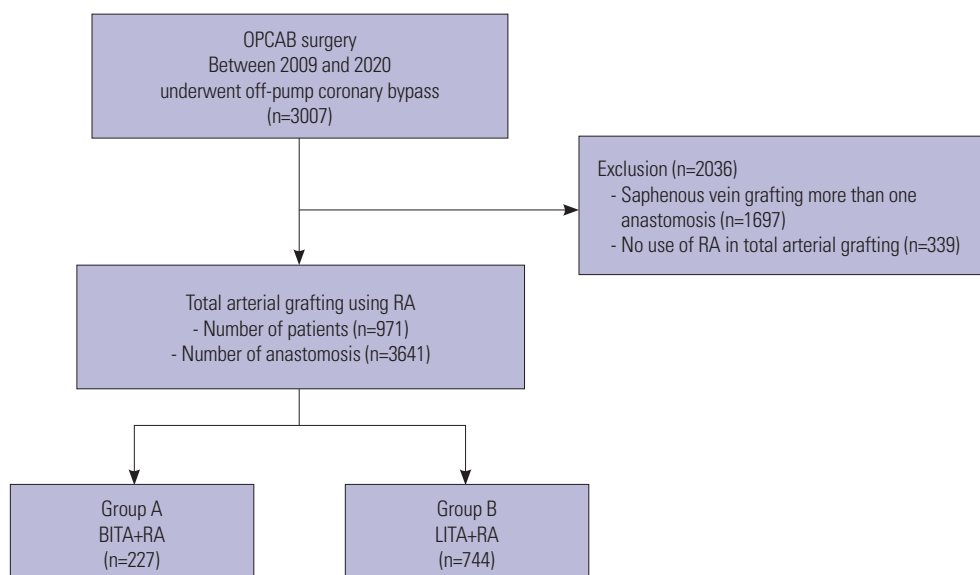 OPCAB surgery
Between 2009 and 2020
underwent off-pump coronary bypass
(n=3007)
Exclusion (n=2036)
- Saphenous vein grafting more than one
anastomosis (n=1697)
- No use of RA in total arterial grafting (n=339)
Total arterial grafting using RA
- Number of patients (n=971)
- Number of anastomosis (n=3641)
Group A
BITA+RA
(n=227)
Group B
LITA+RA
(n=744)